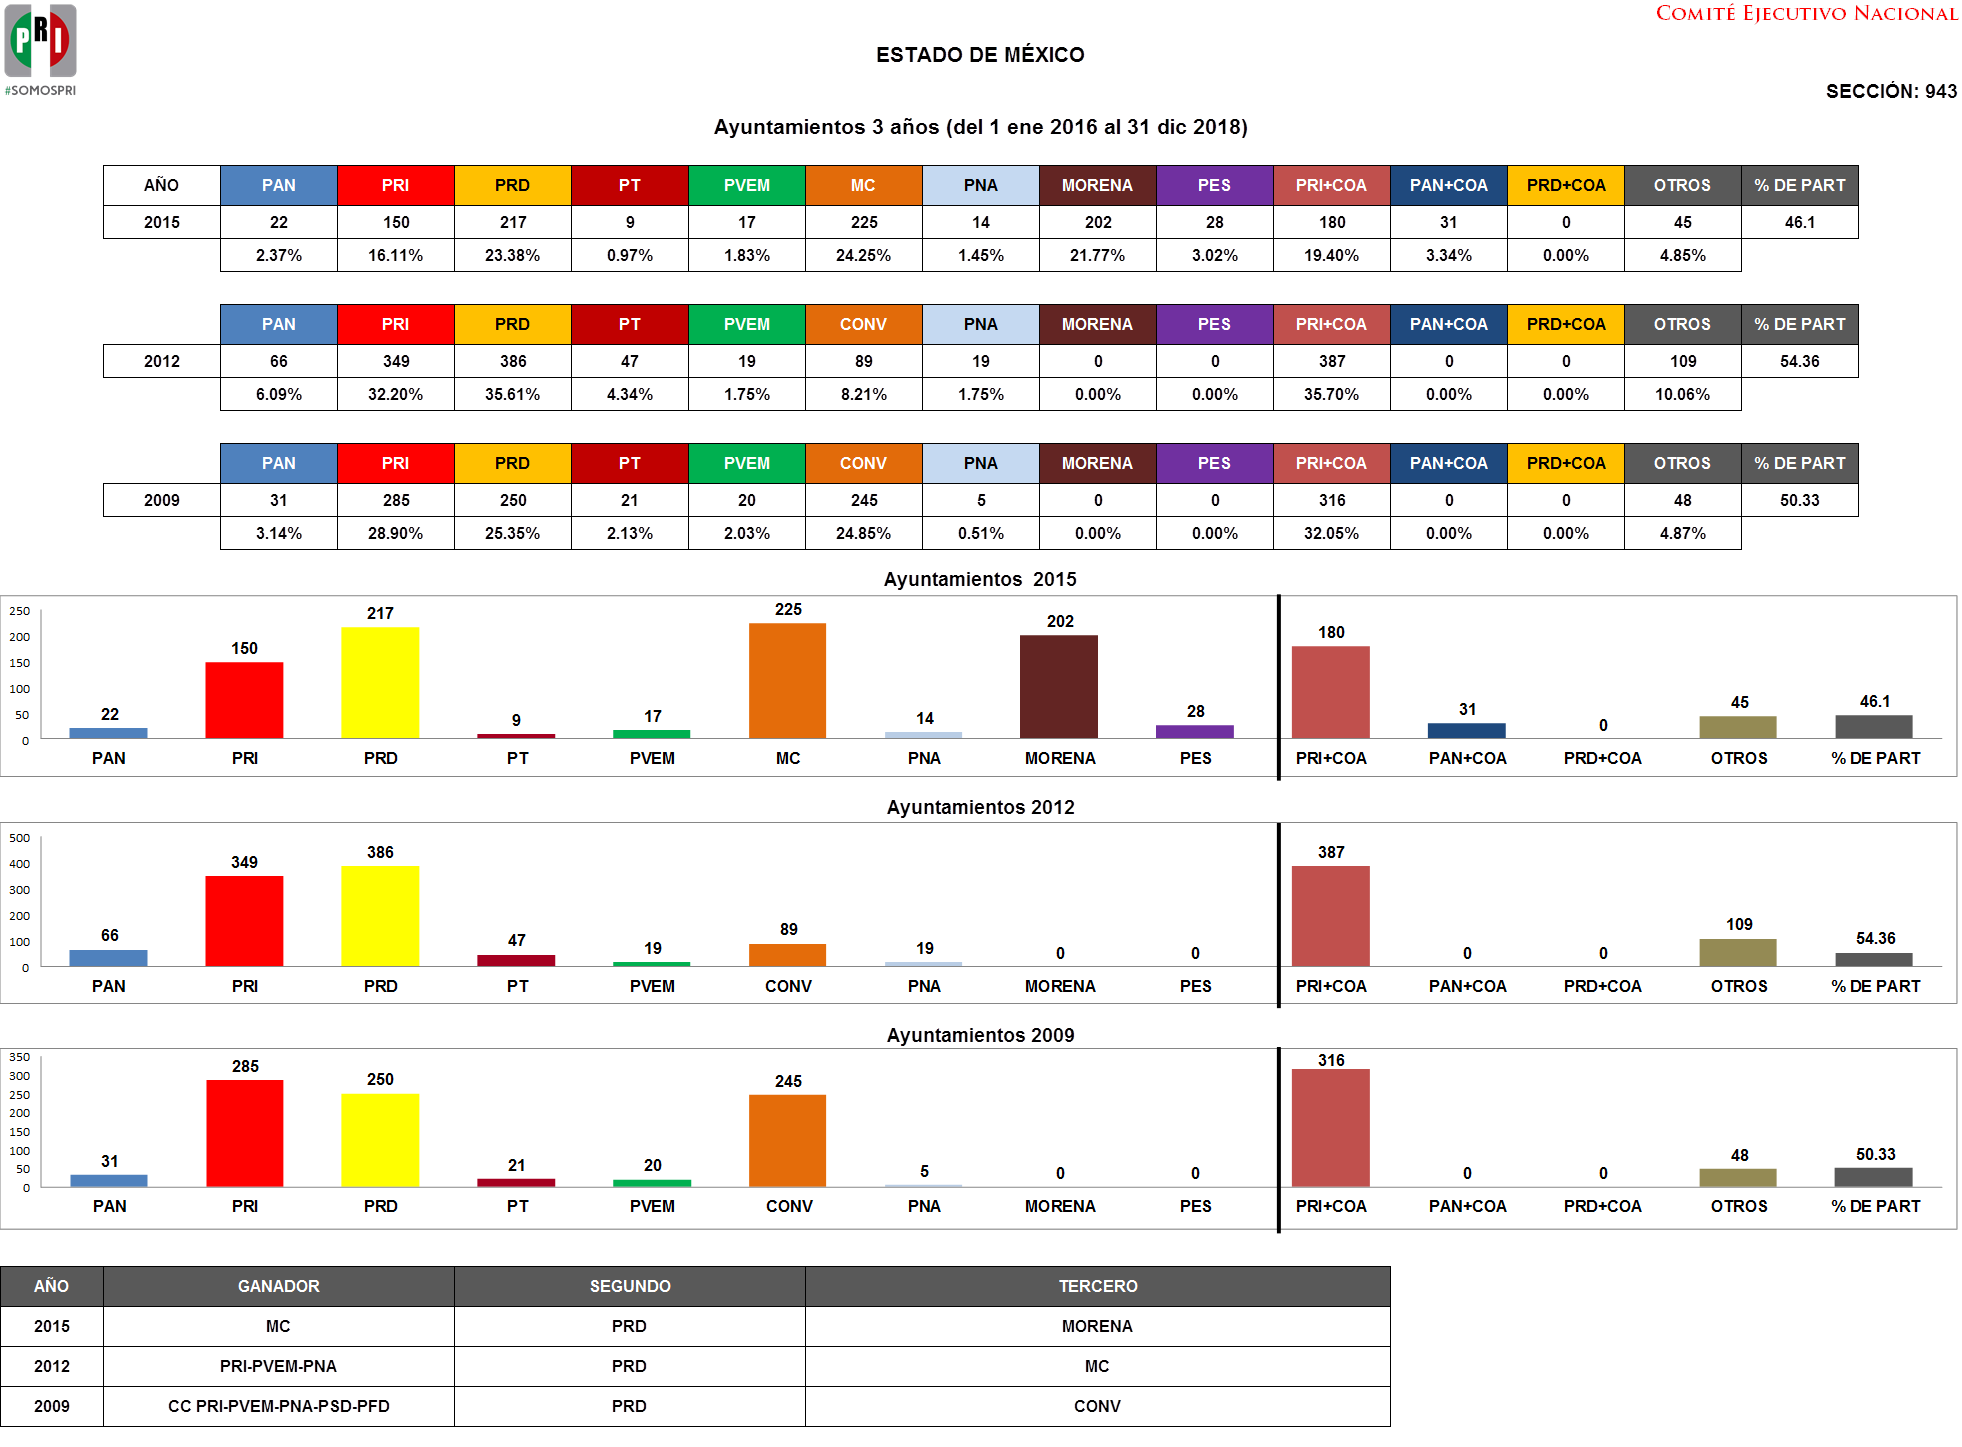 PRI
#SOMOSPRI
COMITÉ EJECUTIVO NACIONAL
ESTADO DE MÉXICO
SECCIÓN: 943
Ayuntamientos 3 años (del 1 ene 2016 al 31 dic 2018)
AÑO PAN PRI PRD PT PVEM MC PNA MORENA PES PRI+COA PAN+COA PRD+COA OTROS % DE PART
2015 22 150 217 9 17 225 14 202 28 180 31 0 45 46.1
2.37% 16.11% 23.38% 0.97% 1.83% 24.25% 1.45% 21.77% 3.02% 19.40% 3.34% 0.00% 4.85%
PAN PRI PRD PT PVEM CONV PNA MORENA PES PRI+COA PAN+COA PRD+COA OTROS % DE PART
2012 66 349 386 47 19 89 19 0 0 387 0 0 109 54.36
6.09% 32.20% 35.61% 4.34% 1.75% 8.21% 1.75% 0.00% 0.00% 35.70% 0.00% 0.00% 10.06%
PAN PRI PRD PT PVEM CONV PNA MORENA PES PRI+COA PAN+COA PRD+COA OTROS % DE PART
2009 31 285 250 21 20 245 5 0 0 316 0 0 48 50.33
3.14% 28.90% 25.35% 2.13% 2.03% 24.85% 0.51% 0.00% 0.00% 32.05% 0.00% 0.00% 4.87%
Ayuntamientos 2015
250
200
150
100
50
0
22 150 217 9 17 225 14 202 28 180 31 0 45 46.1
PAN PRI PRD PT PVEM MC PNA MORENA PES PRI+COA PAN+COA PRD+COA OTROS % DE PART
Ayuntamientos 2012
500
400
300
200
100
0
66 349 386 47 19 89 19 0 0 387 0 0 109 54.36
PAN PRI PRD PT PVEM CONV PNA MORENA PES PRI+COA PAN+COA PRD+COA OTROS % DE PART
Ayuntamientos 2009
350
300
250
200
150
100
50
0
31 285 250 21 20 245 5 0 0 316 0 0 48 50.33
PAN PRI PRD PT PVEM CONV PNA MORENA PES PRI+COA PAN+COA PRD+COA OTROS % DE PART
AÑO GANADOR SEGUNDO TERCERO
2015 MC PRD MORENA
2012 PRI-PVEM-PNA PRD MC
2009 CC PRI-PVEM-PNA-PSD-PFD PRD CONV